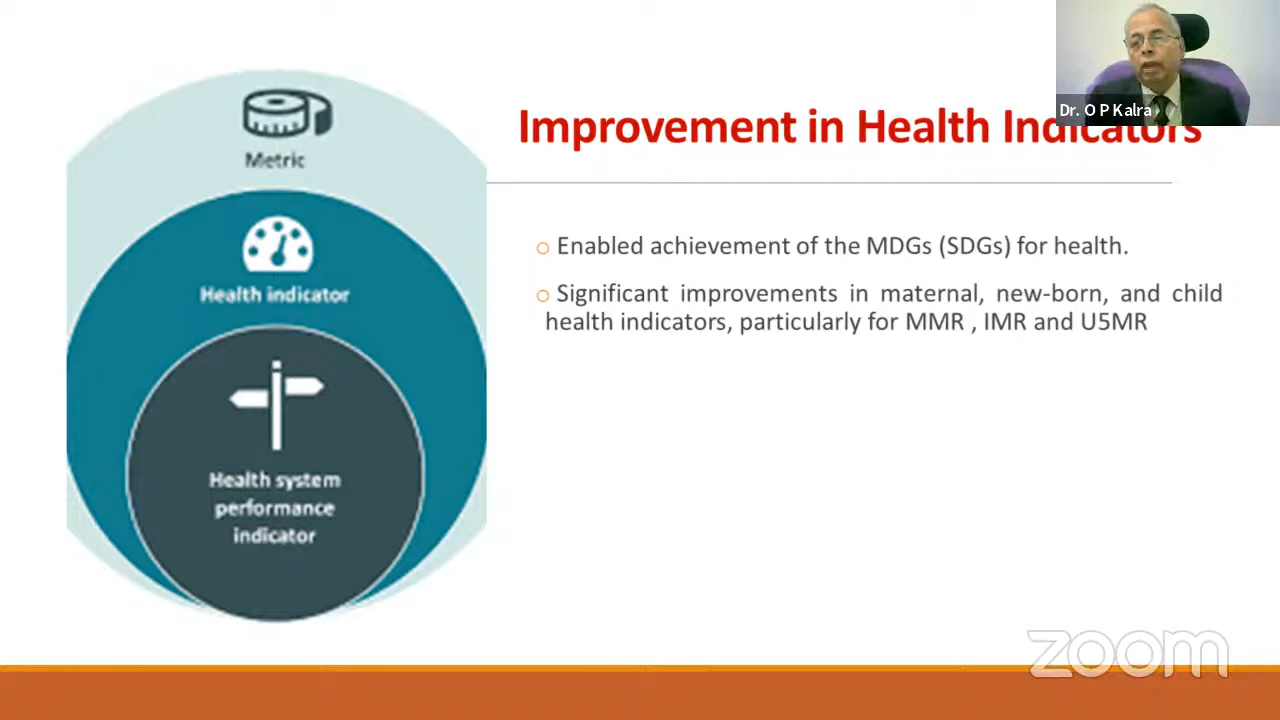 Metric
Health indicator
Health system
performance
indicator
Improvement in Health Indicators
Dr. O P Kalra
o Enabled achievement of the MDGs (SDGs) for health.
o Significant improvements in maternal, new-born, and child
health indicators, particularly for MMR , IMR and U5MR
zoom